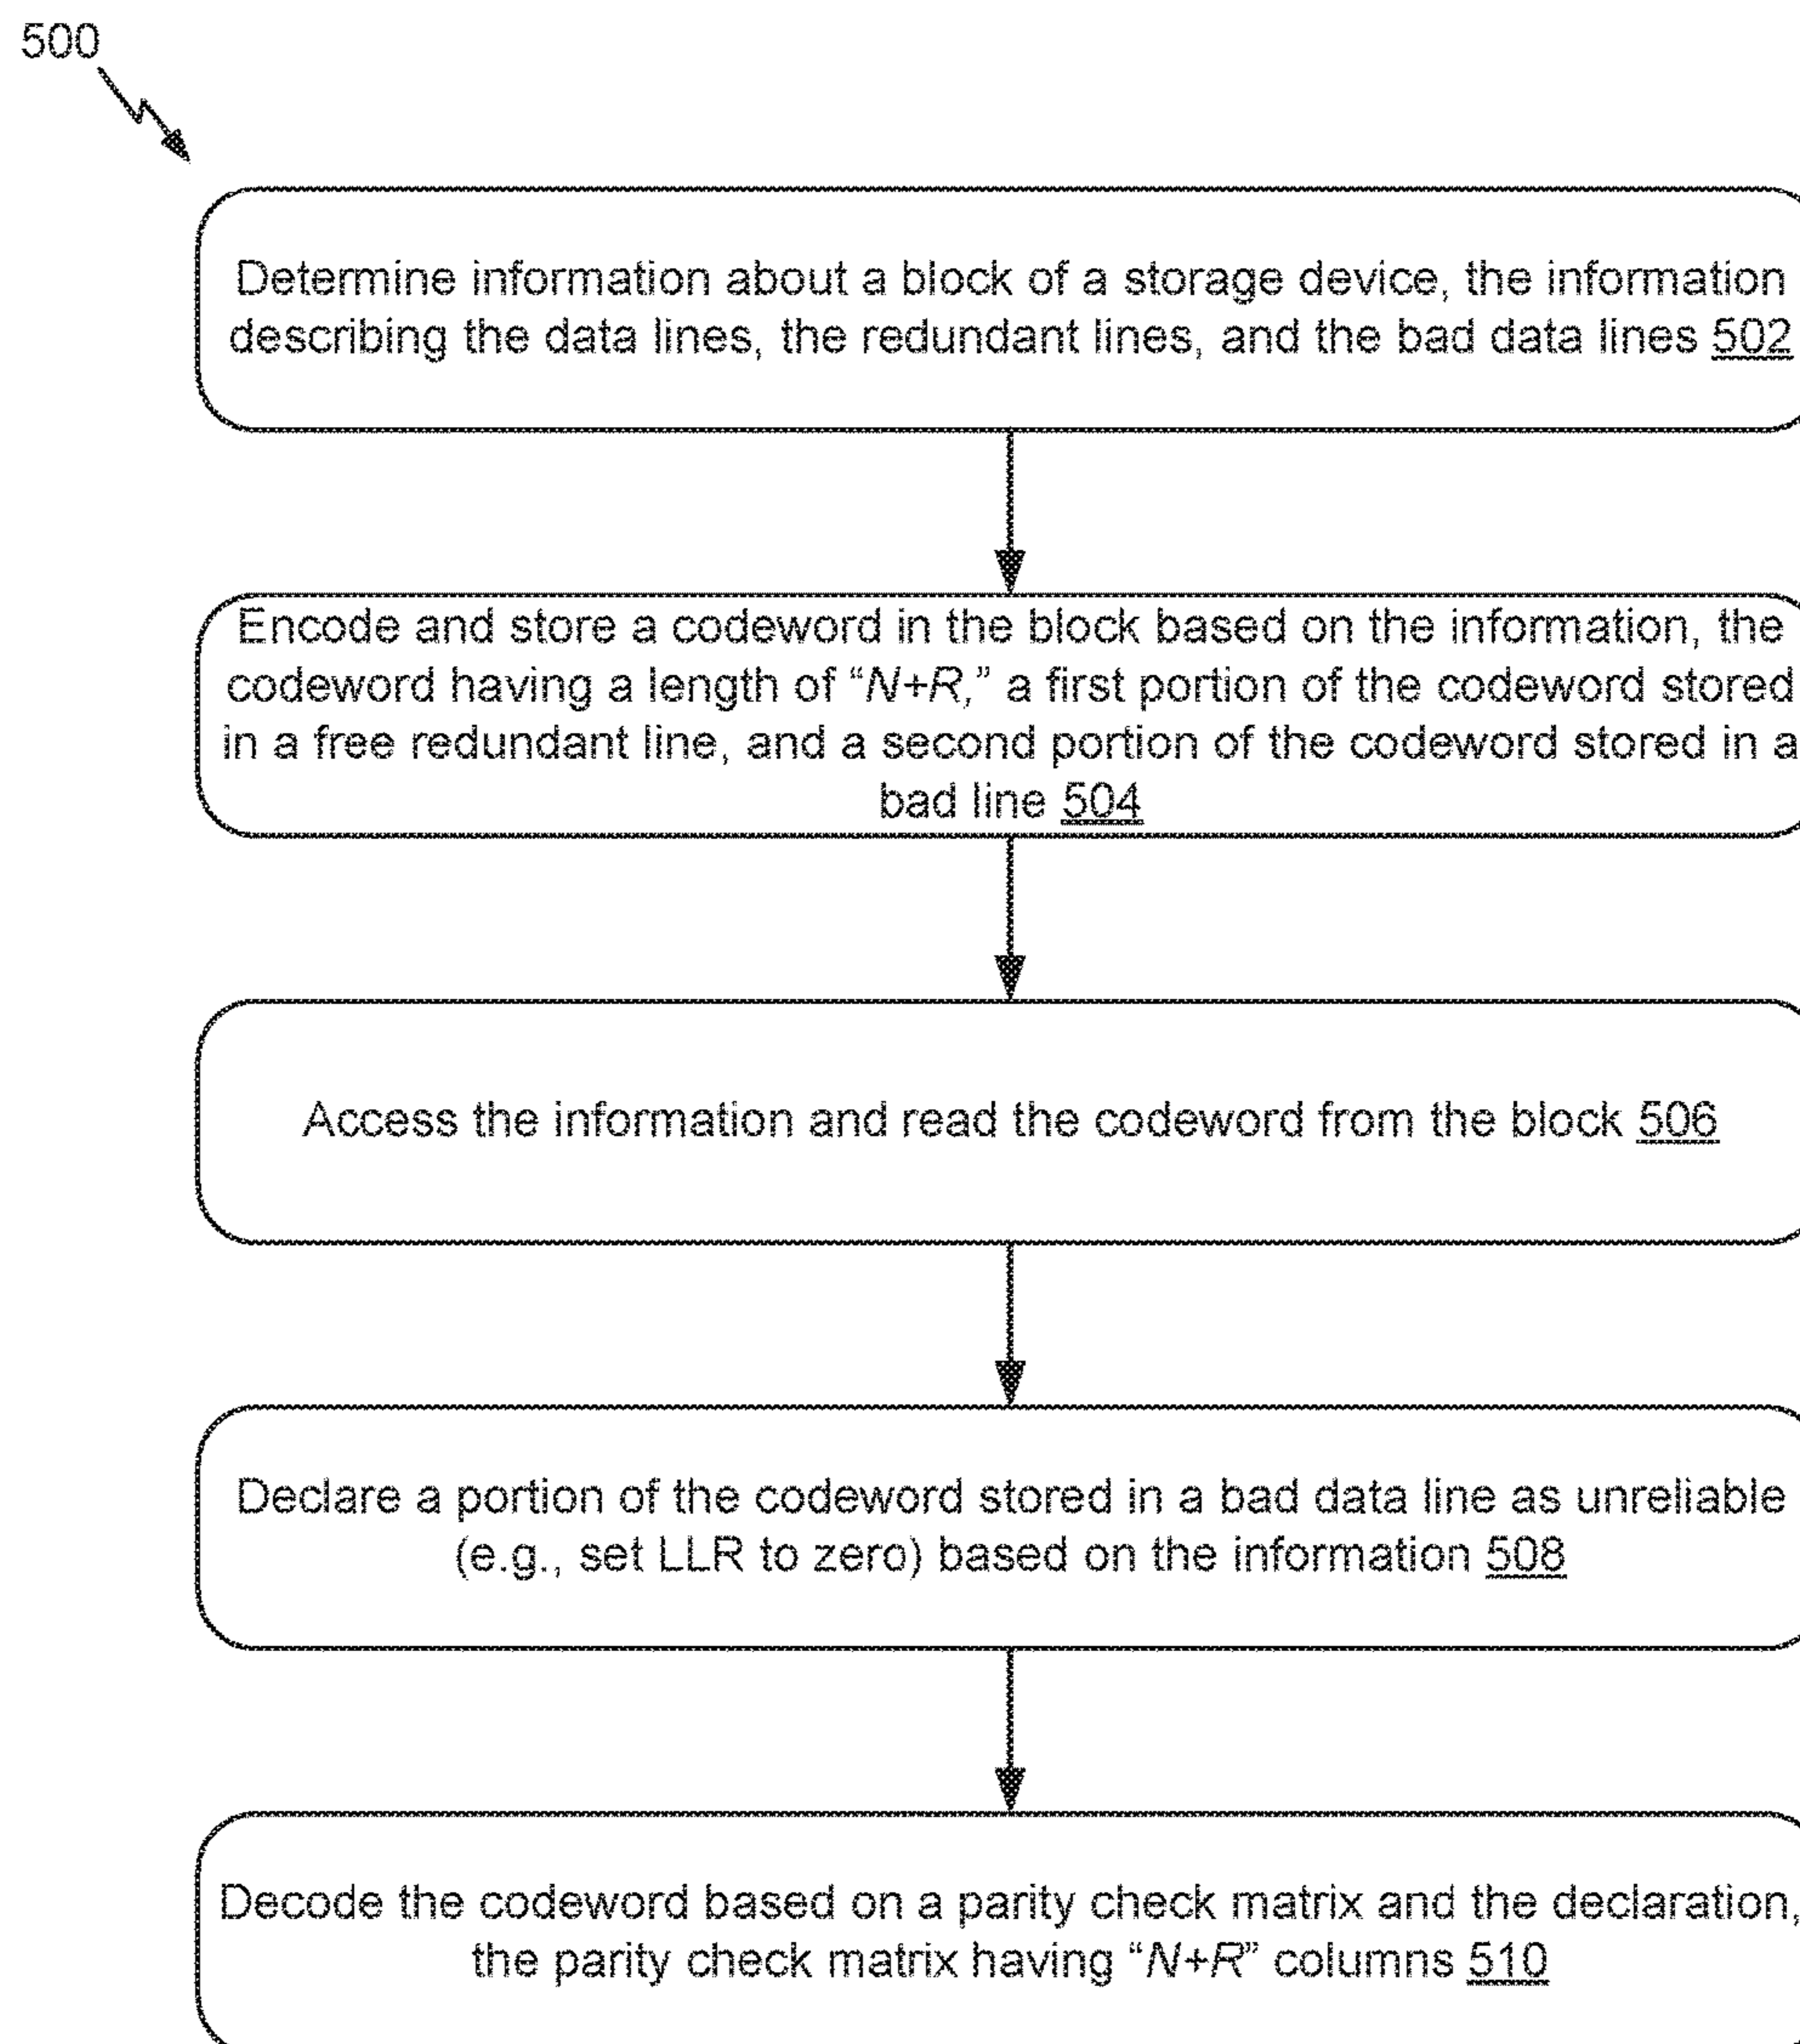 500
Determine information about a block of a storage device, the information
describing the data lines, the redundant lines, and the bad data lines 502
Encode and store a codeword in the block based on the information, the
codeword having a length of “N+R,” a first portion of the codeword stored
in a free redundant line, and a second portion of the codeword stored in a
bad line 504
Access the information and read the codeword from the block 506
Declare a portion of the codeword stored in a bad data line as unreliable
(e.g., set LLR to zero) based on the information 508
Decode the codeword based on a parity check matrix and the declaration,
the parity check matrix having “N+R” columns 510